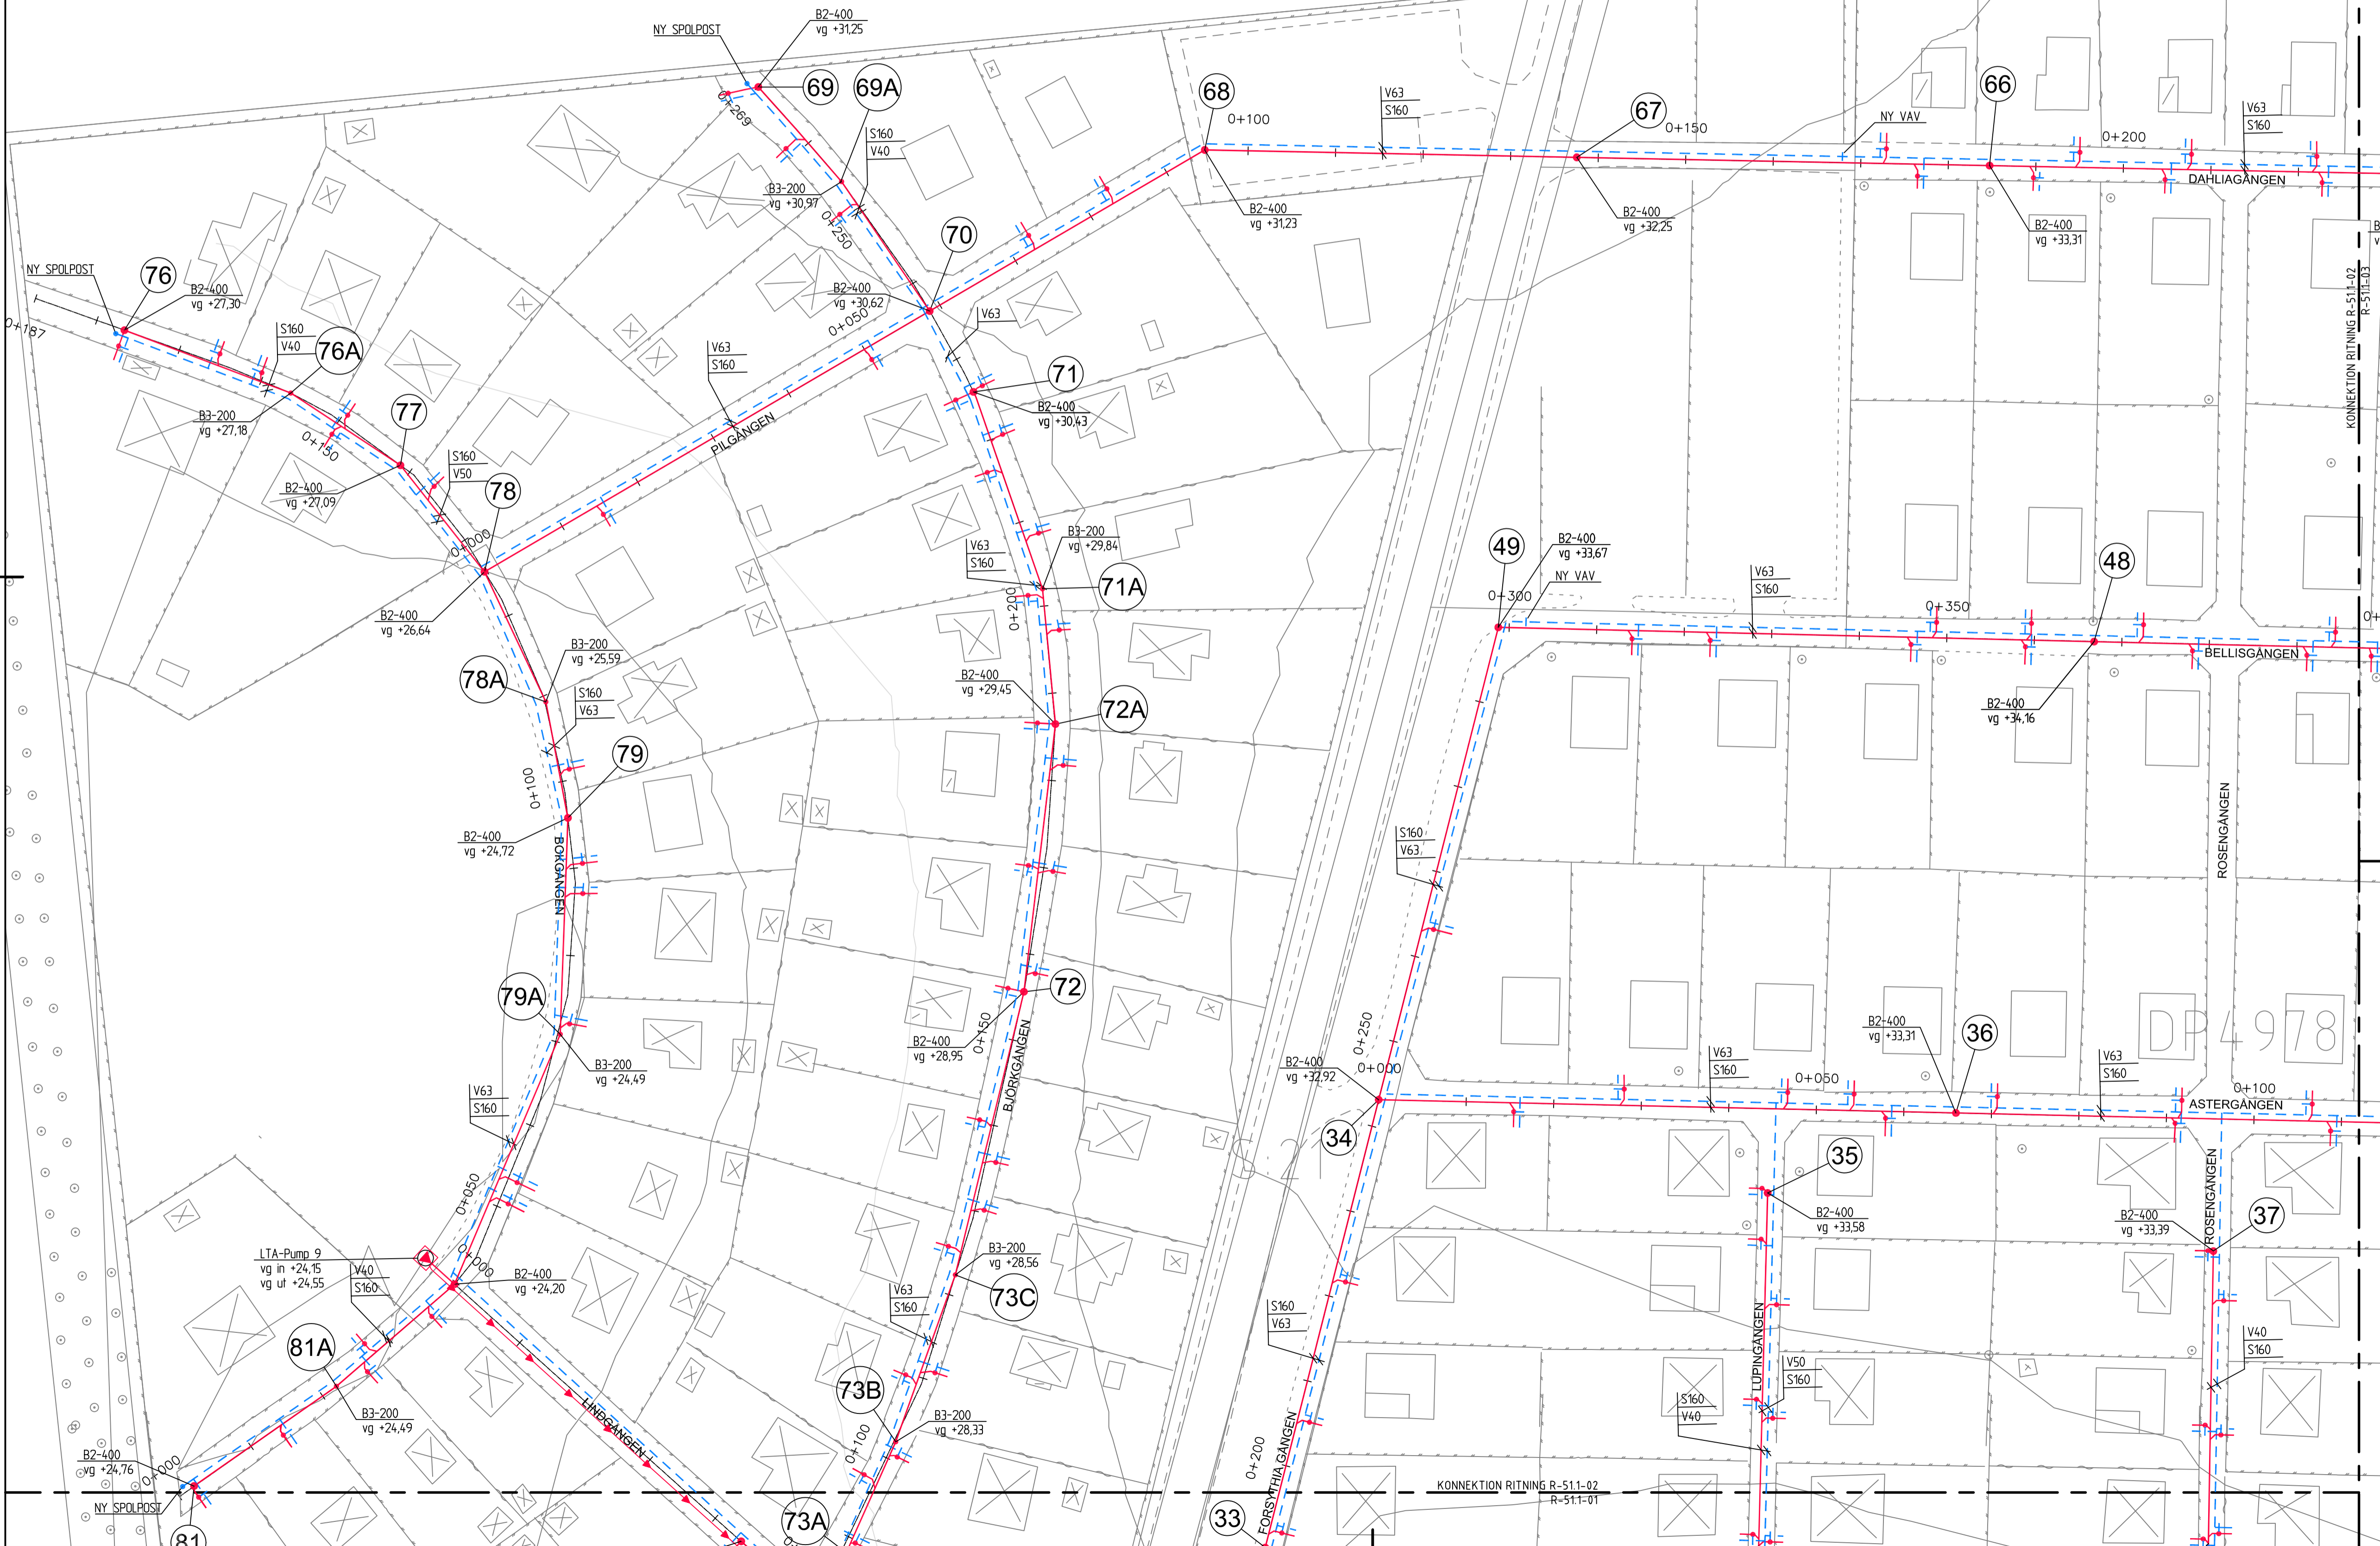 B2-400
vg +31,25
NY SPOLPOST
69
69A
0+269
S160
V40
B3-200
vg +30,97
0+250
68
0+100
V63
S160
67
0+150
NY VAV
66
0+200
V63
S160
DAHLIAGÅNGEN
B2-400
vg +31,23
B2-400
vg +32,25
B2-400
vg +33,31
KONNEKTION RITNING R-51.1-02
R-51.1-03
NY SPOLPOST
76
B2-400
vg +27,30
0+187
S160
V40
76A
B3-200
vg +27,18
0+150
77
B2-400
vg +27,09
S160
V50
78
0+000
B2-400
vg +26,64
70
B2-400
vg +30,62
0+050
V63
V63
S160
PILGÅNGEN
71
B2-400
vg +30,43
B3-200
vg +29,84
V63
S160
71A
0+200
49
B2-400
vg +33,67
NY VAV
0+300
V63
S160
0+350
48
BELLISGÅNGEN
B2-400
vg +34,16
B3-200
vg +25,59
78A
S160
V63
79
0+100
B2-400
vg +24,72
BOKGÅNGEN
B2-400
vg +29,45
72A
S160
V63
ROSENGÅNGEN
79A
B3-200
vg +24,49
V63
S160
0+050
72
B2-400
vg +28,95
0+150
BJÖRKGÅNGEN
0+250
B2-400
vg +32,92
0+000
34
V63
S160
0+050
B2-400
vg +33,31
36
DP 4978
V63
S160
0+100
ASTERGÅNGEN
35
B2-400
vg +33,58
B2-400
vg +33,39
37
ROSENGÅNGEN
LTA-Pump 9
vg in +24,15
vg ut +24,55
V40
S160
0+000
B2-400
vg +24,20
81A
B3-200
vg +24,49
B2-400
vg +24,76
0+000
NY SPOLPOST
81
LINDGÅNGEN
B3-200
vg +28,56
73C
V63
S160
73B
B3-200
vg +28,33
0+100
73A
S160
V63
LUPINGÅNGEN
V50
S160
S160
V40
V40
S160
0+200
FORSYTHIAGÅNGEN
33
KONNEKTION RITNING R-51.1-02
R-51.1-01